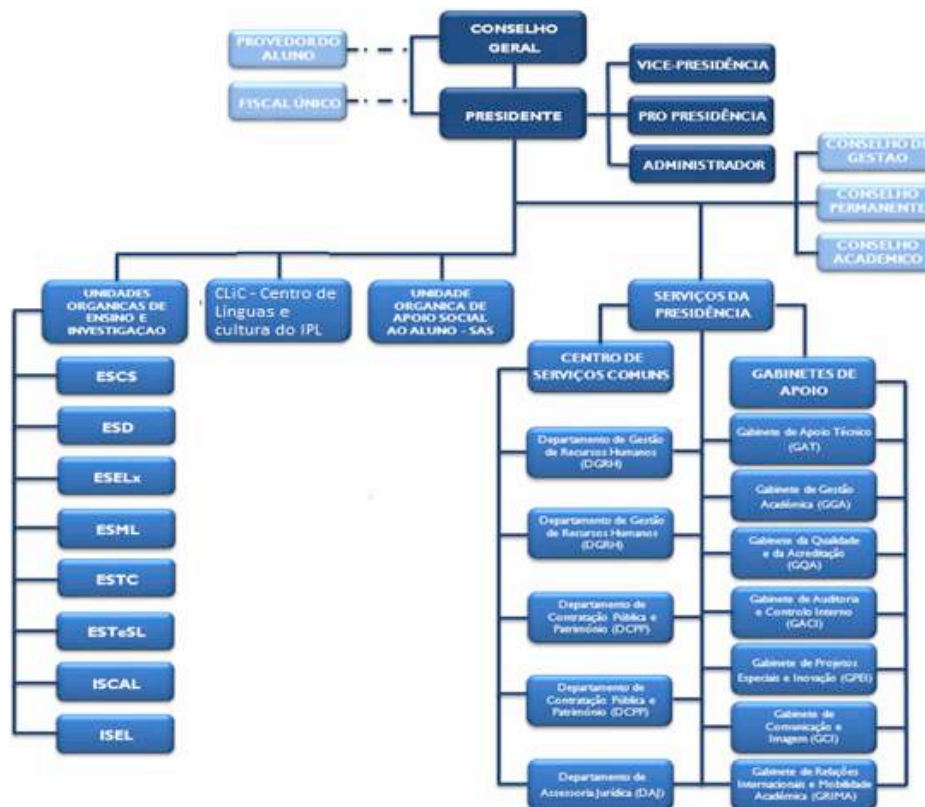 CONSELHO
GERAL
PROVEDOR DO
ALUNO
FISCAL ÚNICO
PRESIDENTE
VICE-PRESIDÊNCIA
PRO PRESIDÊNCIA
ADMINISTRADOR
CONSELHO DE
GESTAO
CONSELHO
PERMANENTE
CONSELHO
ACADEMICO
UNIDADES
ORGANICAS DE
ENSINO E
INVESTIGACAO
CLiC - Centro de
Línguas e
cultura do IPL
UNIDADE
ORGANICA DE
APOIO SOCIAL
AO ALUNO - SAS
SERVIÇOS DA
PRESIDÊNCIA
ESCS
ESD
ESELx
ESML
ESTC
ESTeSL
ISCAL
ISEL
CENTRO DE
SERVIÇOS COMUNS
Departamento de Gestão
de Recursos Humanos
(DGRH)
Departamento de Gestão
de Recursos Humanos
(DGRH)
Departamento de
Contratação Pública e
Património (DCPP)
Departamento de
Contratação Pública e
Património (DCPP)
Departamento de
Assessoria Jurídica (DAJ)
GABINETES DE
APOIO
Gabinete de Apoio Técnico
(GAT)
Gabinete de Gestão
Académica (GGA)
Gabinete da Qualidade
e da Acreditação
(GQA)
Gabinete de Auditoria
e Controlo Interno
(GACI)
Gabinete de Projetos
Especiais e Inovação (GPEI)
Gabinete de
Comunicação e
Imagem (GCI)
Gabinete de Relações
Internacionais e Mobilidade
Académica (GRIMA)